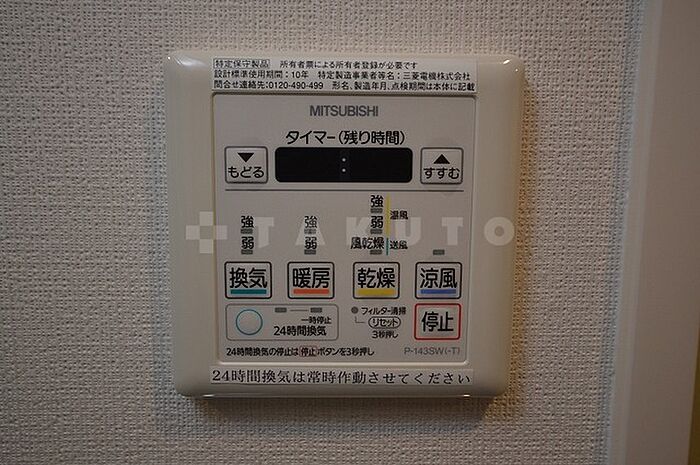 特定保守製品 所有者票による所有者登録が必要です
設計標準使用期間：10年 特定製造事業者等名：三菱電機株式会社
問合せ連絡先：0120-490-499 形名、製造年月、点検期間は本体に記載
MITSUBISHI
タイマー(残り時間)
▼ ▲
もどる すすむ
強 強 強 温風
弱 弱 弱
風乾燥 送風
TAKUTO
換気 暖房 乾燥 涼風
一時停止
24時間換気
フィルター清掃
リセット
3秒押し
停止
24時間換気の停止は 停止 ボタンを3秒押し
P-143SW(-T)
24時間換気は常時作動させてください